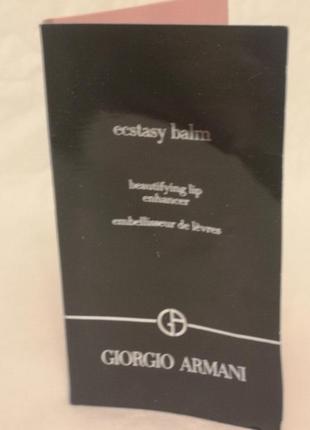 ecstasy balm
beautifying lip
enhancer
embellisseur de lèvres
GIORGIO ARMANI